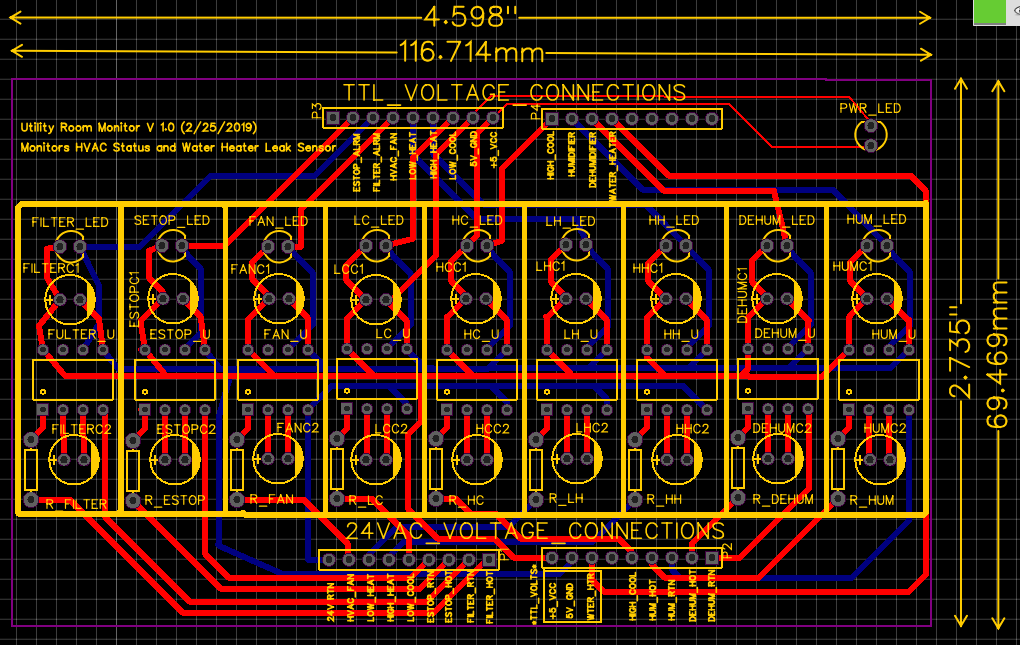 4.598"
116.714mm
TTL_VOLTAGE_CONNECTIONS
P3
P4
PWR_LED
Utility Room Monitor V 1.0 (2/25/2019)
Monitors HVAC Status and Water Heater Leak Sensor
ESTOP_ALRM
FILTER_ALRM
HVAC_FAN
LOW_HEAT
HIGH_HEAT
LOW_COOL
5V_GND
+5_VCC
HIGH_COOL
HUMIDIFIER
DEHUMIDIFIER
WATER_HEATER
FILTER_LED
SETOP_LED
FAN_LED
LC_LED
HC_LED
LH_LED
HH_LED
DEHUM_LED
HUM_LED
FILTERC1
ESTOPC1
FANC1
LCC1
HCC1
LHC1
HHC1
DEHUMC1
HUMC1
FULTER_U
ESTOP_U
FAN_U
LC_U
HC_U
LH_U
HH_U
DEHUM_U
HUM_U
FILTERC2
ESTOPC2
FANC2
LCC2
HCC2
LHC2
HHC2
DEHUMC2
HUMC2
R_FILTER
R_ESTOP
R_FAN
R_LC
R_HC
R_LH
R_HH
R_DEHUM
R_HUM
24VAC_VOLTAGE_CONNECTIONS
P2
24V_RTN
HVAC_FAN
LOW_HEAT
HIGH_HEAT
LOW_COOL
ESTOP_RTN
ESTOP_HOT
FILTER_RTN
FILTER_HOT
*TTL_VOLTS*
+5_VCC
5V_GND
WTER_HTR
HIGH_COOL
HUM_HOT
HUM_RTN
DEHUM_HOT
DEHUM_RTN
2.735"
69.469mm